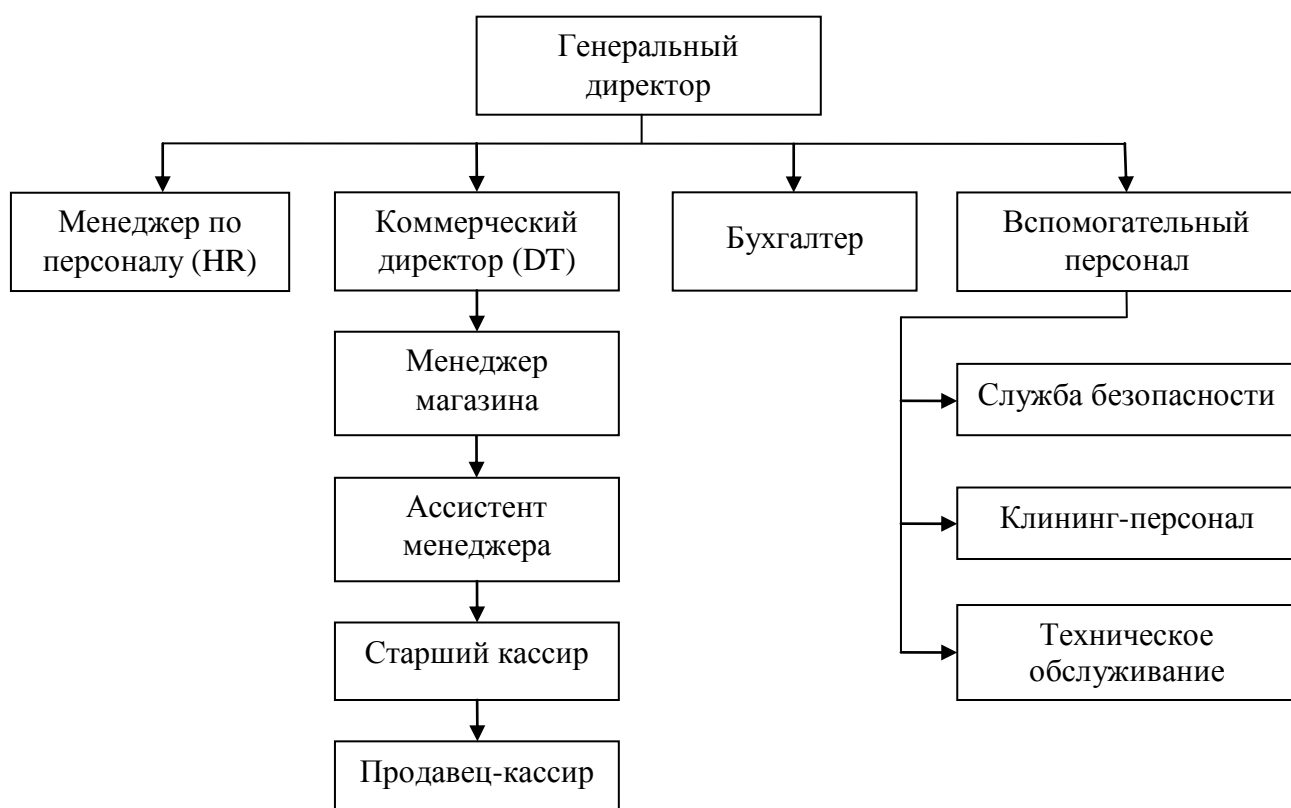 Генеральный
директор
Менеджер по
персоналу (HR)
Коммерческий
директор (DT)
Бухгалтер
Вспомогательный
персонал
Менеджер
магазина
Служба безопасности
Ассистент
менеджера
Клининг-персонал
Старший кассир
Техническое
обслуживание
Продавец-кассир